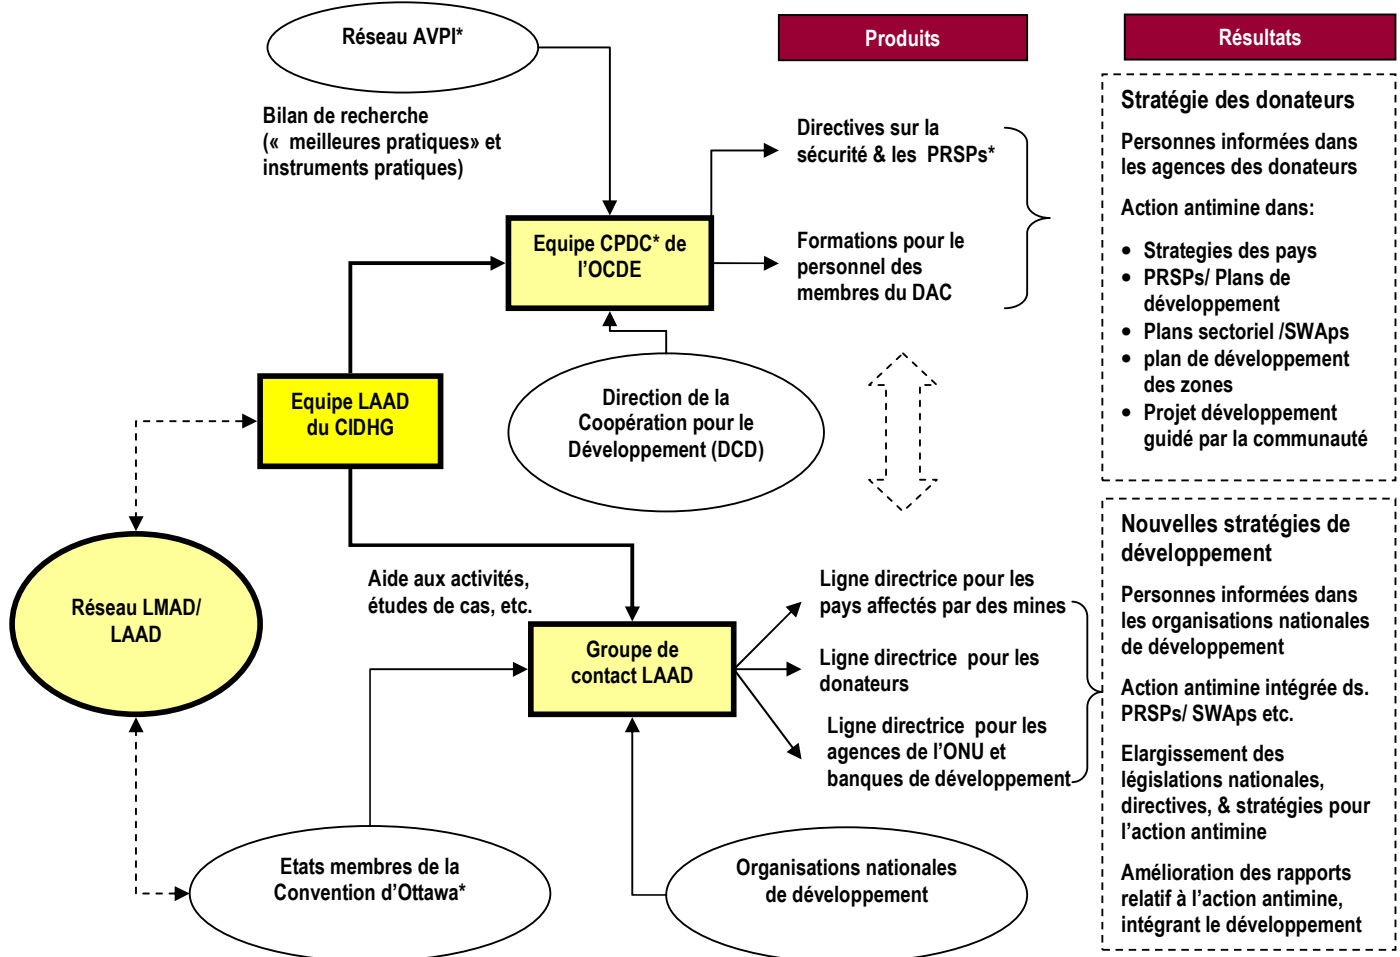 Réseau AVPI*
Produits
Résultats
Bilan de recherche
(«  meilleures pratiques» et
instruments pratiques)
Directives sur la
sécurité & les  PRSPs*
Equipe CPDC* de
l'OCDE
Formations pour le
personnel des
membres du DAC
Stratégie des donateurs
Personnes informées dans
les agences des donateurs
Action antimine dans:
• Strategies des pays
• PRSPs/ Plans de
développement
• Plans sectoriel /SWAps
• plan de développement
des zones
• Projet développement
guidé par la communauté
Equipe LAAD
du CIDHG
Direction de la
Coopération pour le
Développement (DCD)
Réseau LMAD/
LAAD
Aide aux activités,
études de cas, etc.
Groupe de
contact LAAD
Ligne directrice pour les
pays affectés par des mines
Ligne directrice  pour les
donateurs
Ligne directrice  pour les
agences de l'ONU et
banques de développement
Nouvelles stratégies de
développement
Personnes informées dans
les organisations nationales
de développement
Action antimine intégrée ds.
PRSPs/ SWAps etc.
Elargissement des
législations nationales,
directives, & stratégies pour
l'action antimine
Amélioration des rapports
relatif à l'action antimine,
intégrant le développement
Etats membres de la
Convention d'Ottawa*
Organisations nationales
de développement